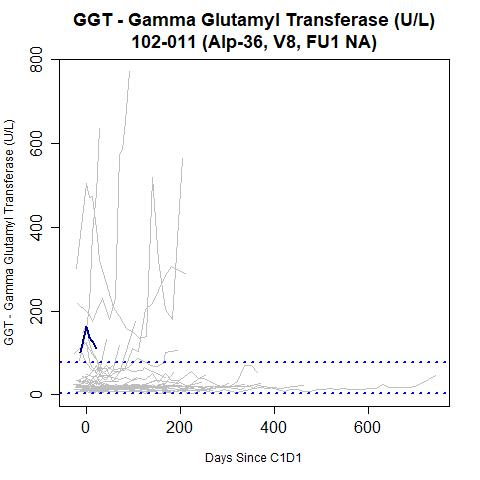 GGT - Gamma Glutamyl Transferase (U/L)
102-011 (Alp-36, V8, FU1 NA)
GGT - Gamma Glutamyl Transferase (U/L)
800
600
400
200
0
0
200
400
600
Days Since C1D1